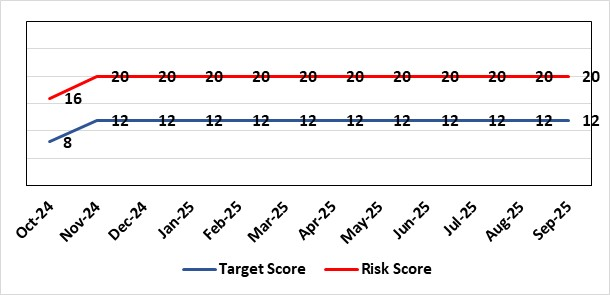 20 20 20 20 20 20 20 20 20 20 20
16
12 12 12 12 12 12 12 12 12 12 12
8
Oct-24 Nov-24 Dec-24 Jan-25 Feb-25 Mar-25 Apr-25 May-25 Jun-25 Jul-25 Aug-25 Sep-25
Target Score Risk Score